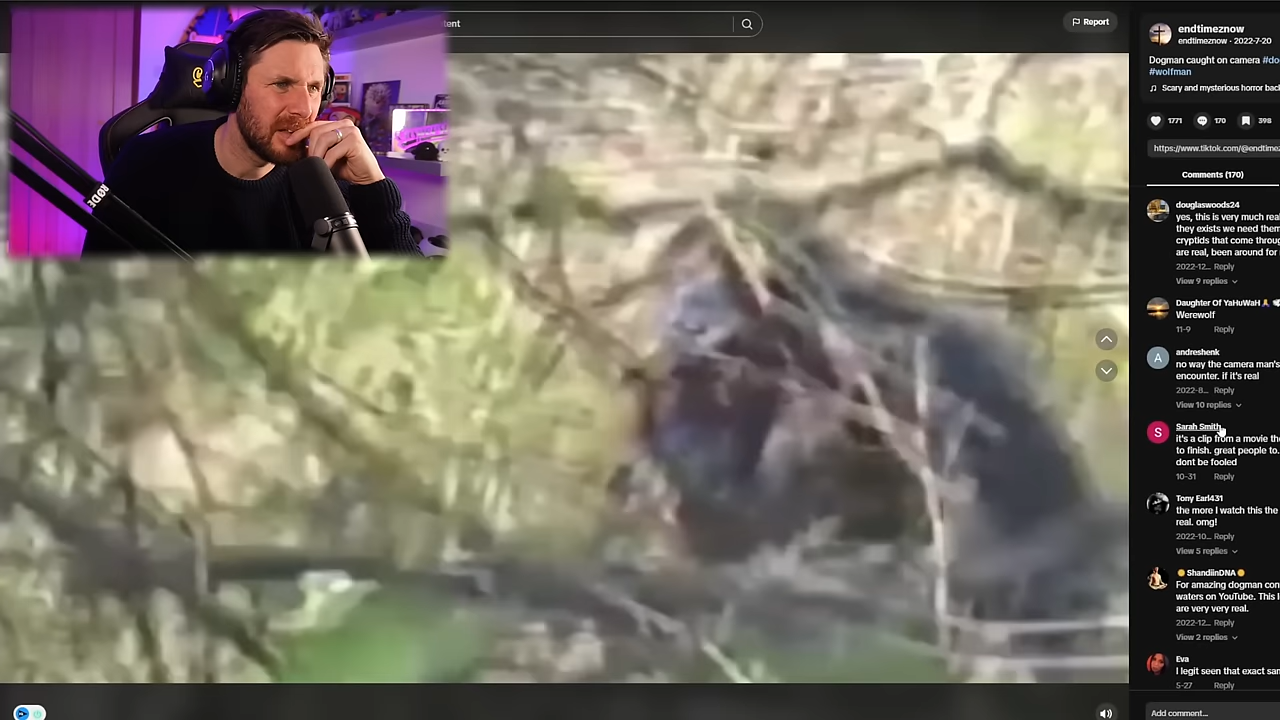 tent
Report
endtimeznow
endtimeznow · 2022-7-20
Dogman caught on camera #do
#wolfman
Scary and mysterious horror bac
1771
170
398
https://www.tiktok.com/@endtimez
Comments (170)
douglaswoods24
yes, this is very much rea
they exists we need them
cryptids that come throug
are real, been around for
2022-12... Reply
View 9 replies
Daughter Of YaHuWaH
Werewolf
11-9 Reply
A
andreshenk
no way the camera man's
encounter. if it's real
2022-8... Reply
View 10 replies
S
Sarah Smith
it's a clip from a movie the
to finish. great people to.
dont be fooled
10-31 Reply
Tony Earl431
the more I watch this the
real. omg!
2022-10... Reply
View 5 replies
ShandiinDNA
For amazing dogman con
waters on YouTube. This i
are very very real.
2022-12... Reply
View 2 replies
Eva
I legit seen that exact sam
5-27 Reply
Add comment...
RØDE